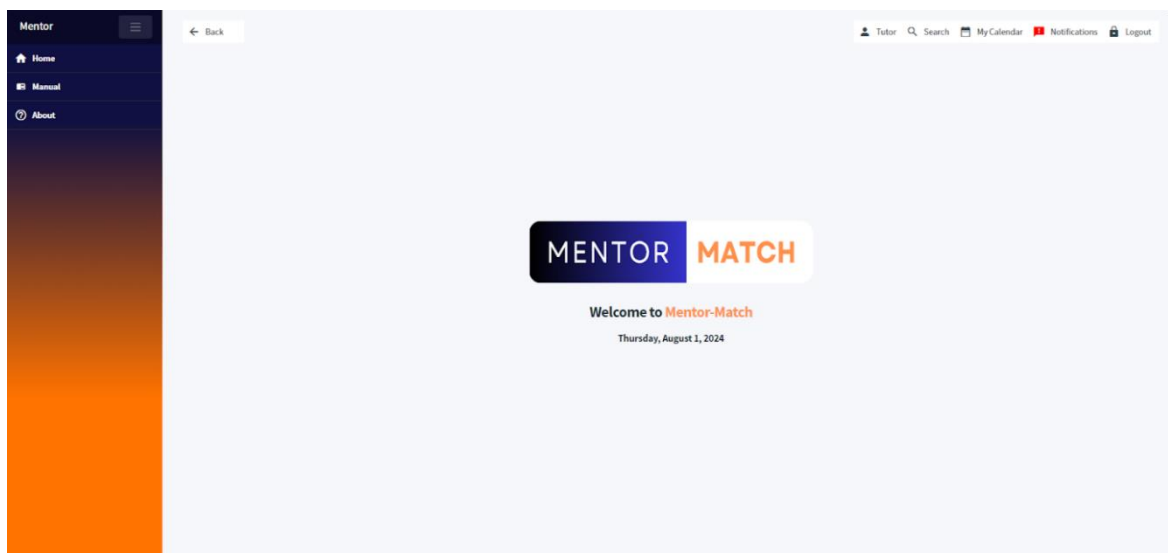 Mentor
Back
Tutor Search My Calendar Notifications Logout
Home
Manual
About
MENTOR MATCH
Welcome to Mentor-Match
Thursday, August 1, 2024